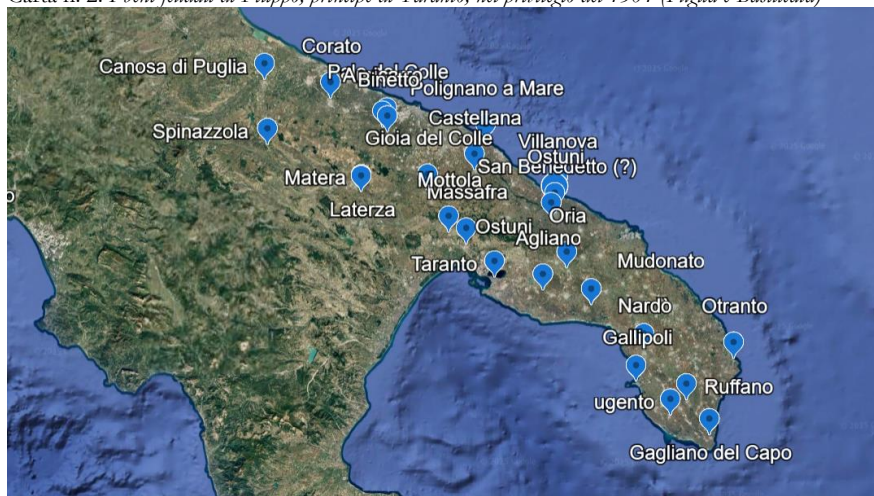 Carta n. 2. I beni feudali di Filippo, principe di Taranto, nel privilegio del 1304 (Puglia e Basilicata)
Corato
Canosa di Puglia
Binetto
Polignano a Mare
Castellana
Spinazzola
Gioia del Colle
Villanova
Ostuni
San Benedetto (?)
Matera
Mottola
Massafra
Laterza
Oria
Ostuni
Agliano
Taranto
Mudonato
Nardò
Otranto
Gallipoli
Ruffano
ugento
Gagliano del Capo